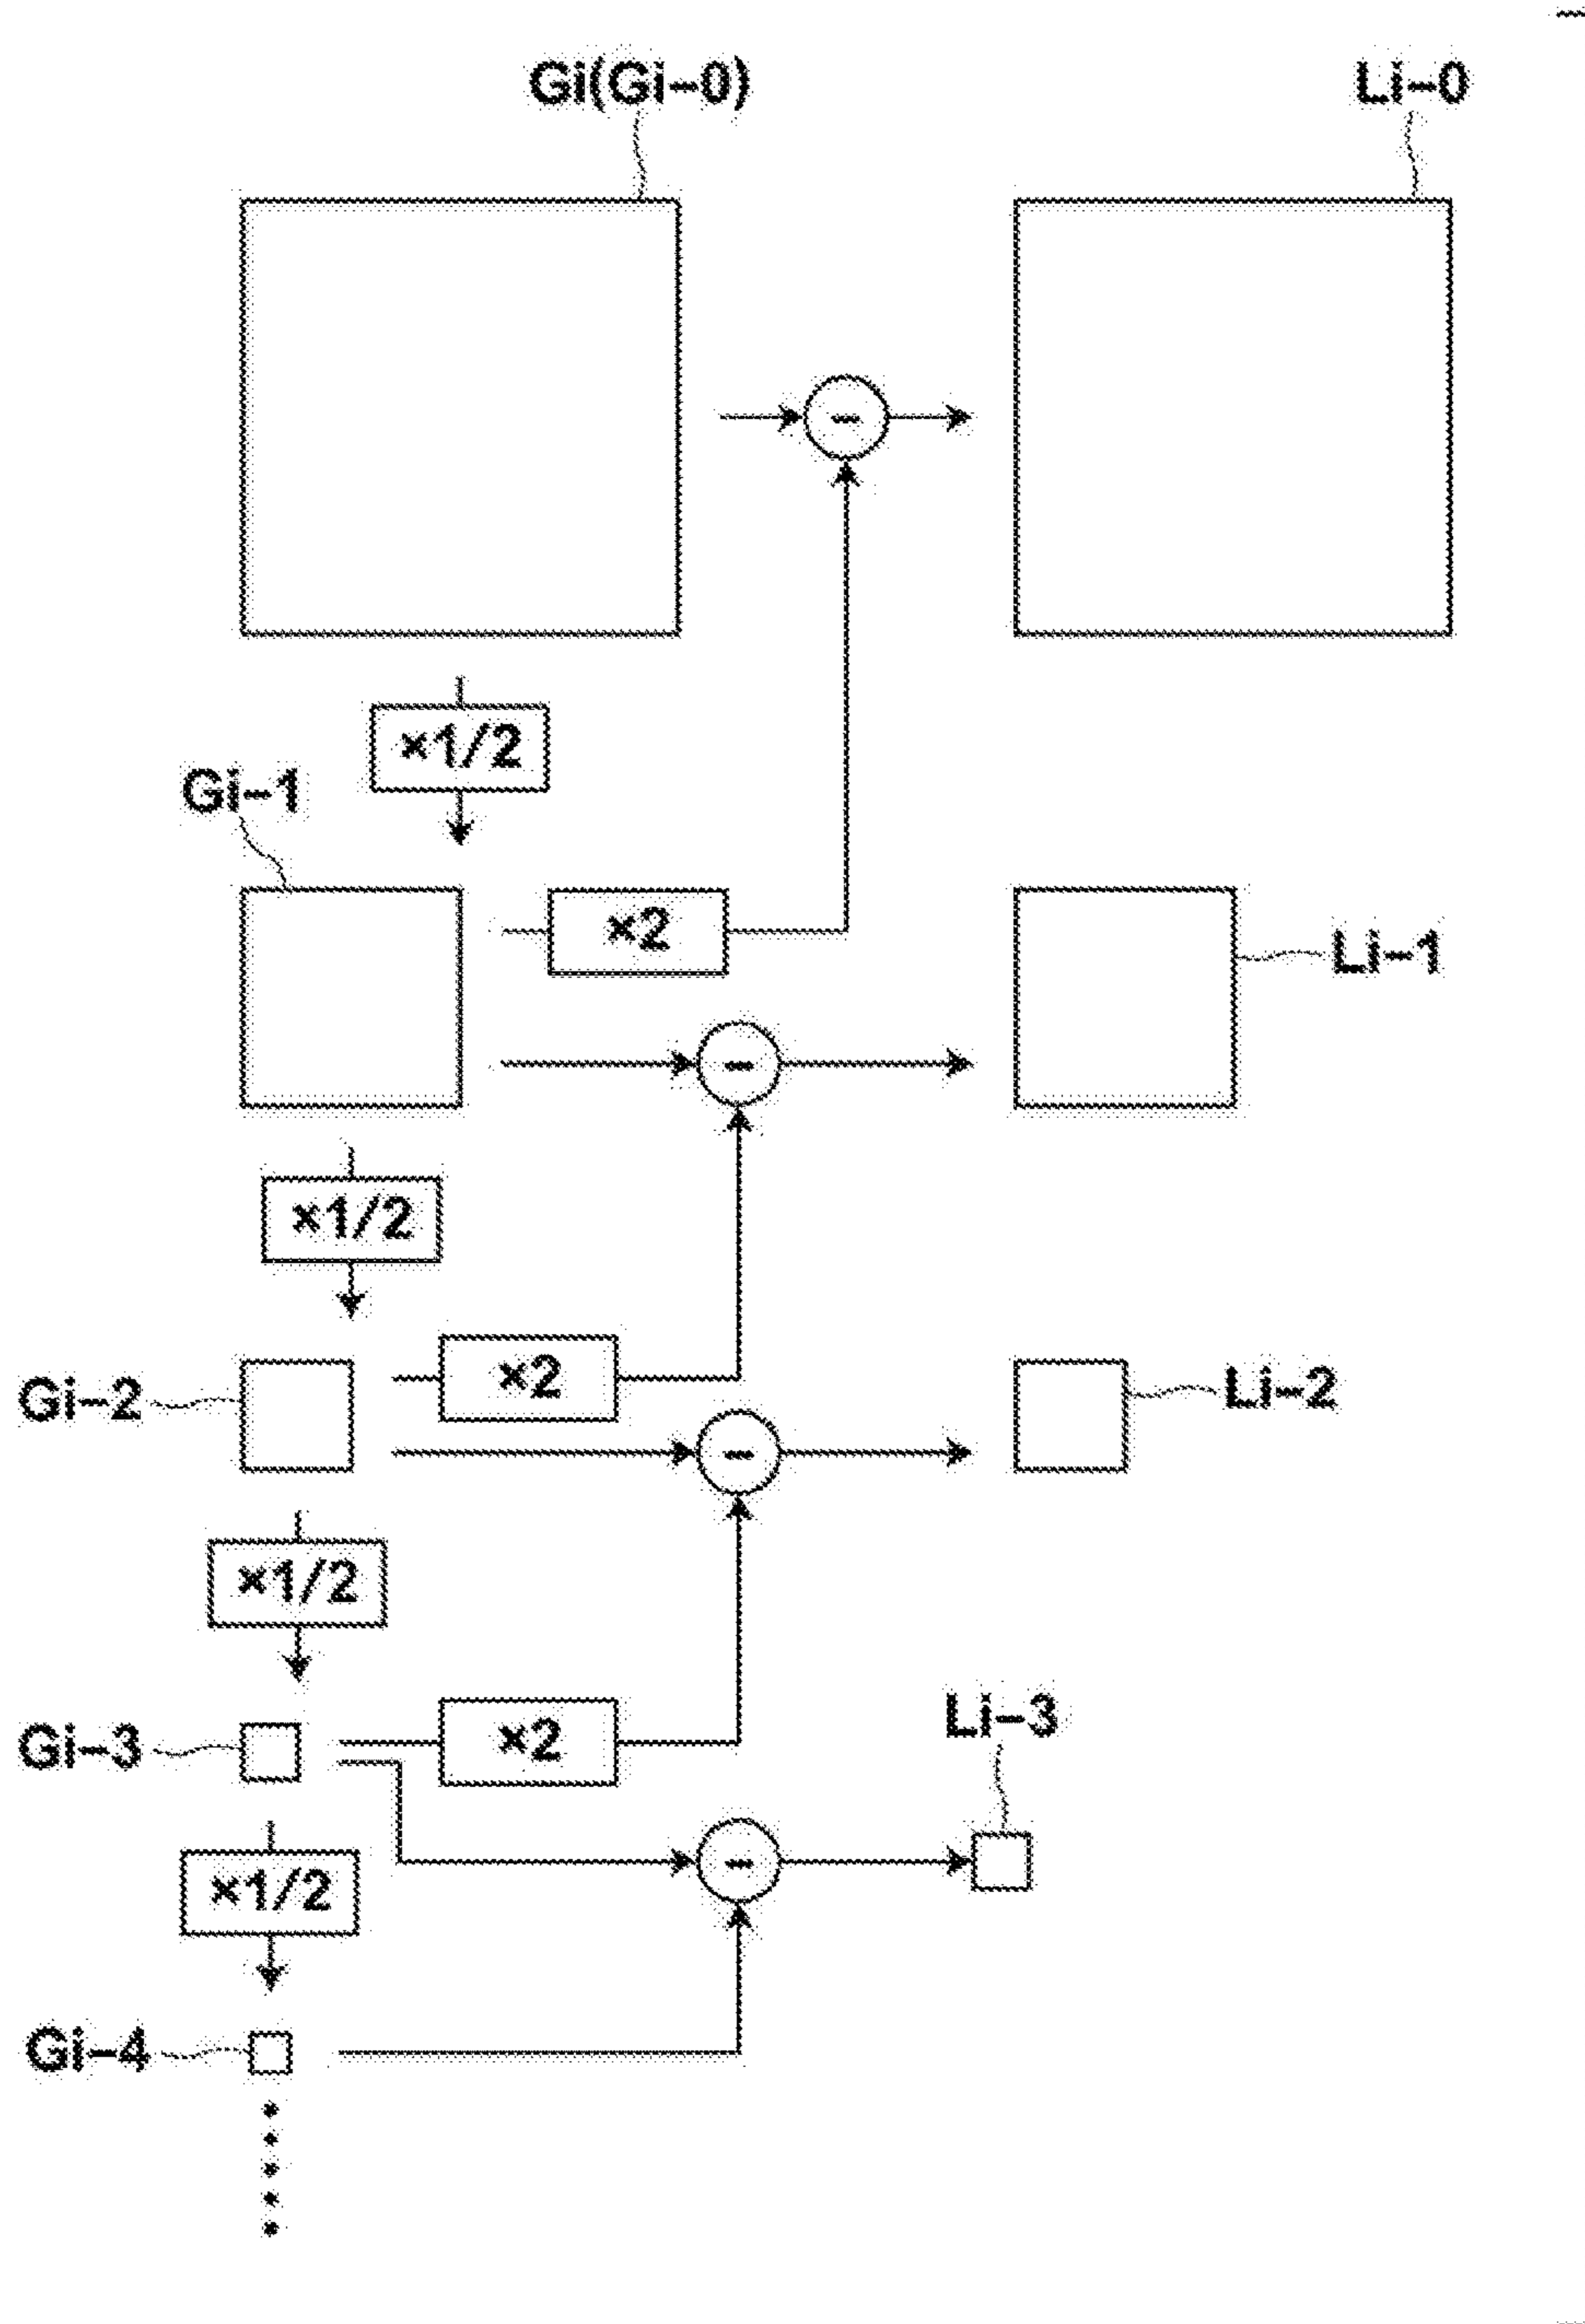 Gi(Gi-0) Li-0
-
×1/2
Gi-1
×2
Li-1
-
×1/2
Gi-2 ×2 Li-2
-
×1/2
Gi-3 ×2 Li-3
-
×1/2
Gi-4